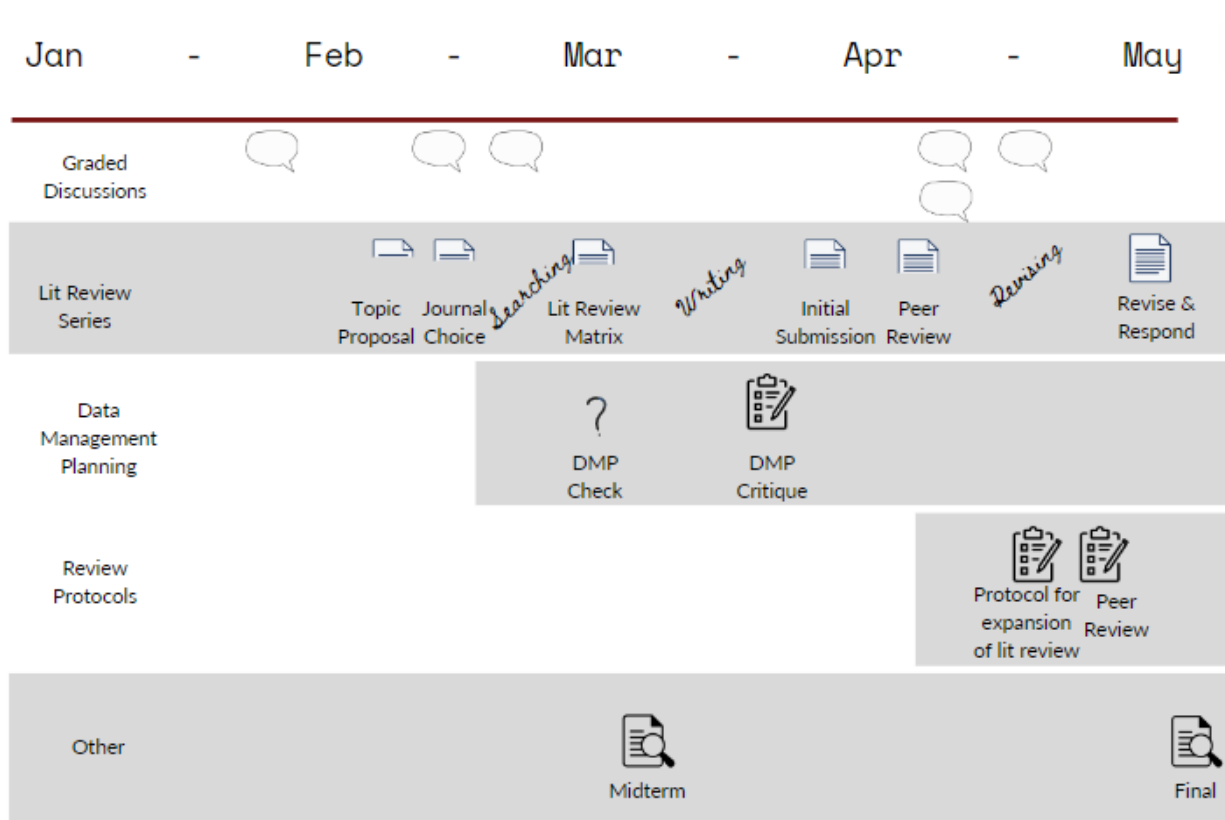 Jan - Feb - Mar - Apr - May
Graded
Discussions
Lit Review
Series
Topic
Proposal
Journal
Choice
Searching
Lit Review
Matrix
Writing
Initial
Submission
Peer
Review
Revising
Revise &
Respond
Data
Management
Planning
?
DMP
Check
DMP
Critique
Review
Protocols
Protocol for
expansion
of lit review
Peer
Review
Other
Midterm
Final